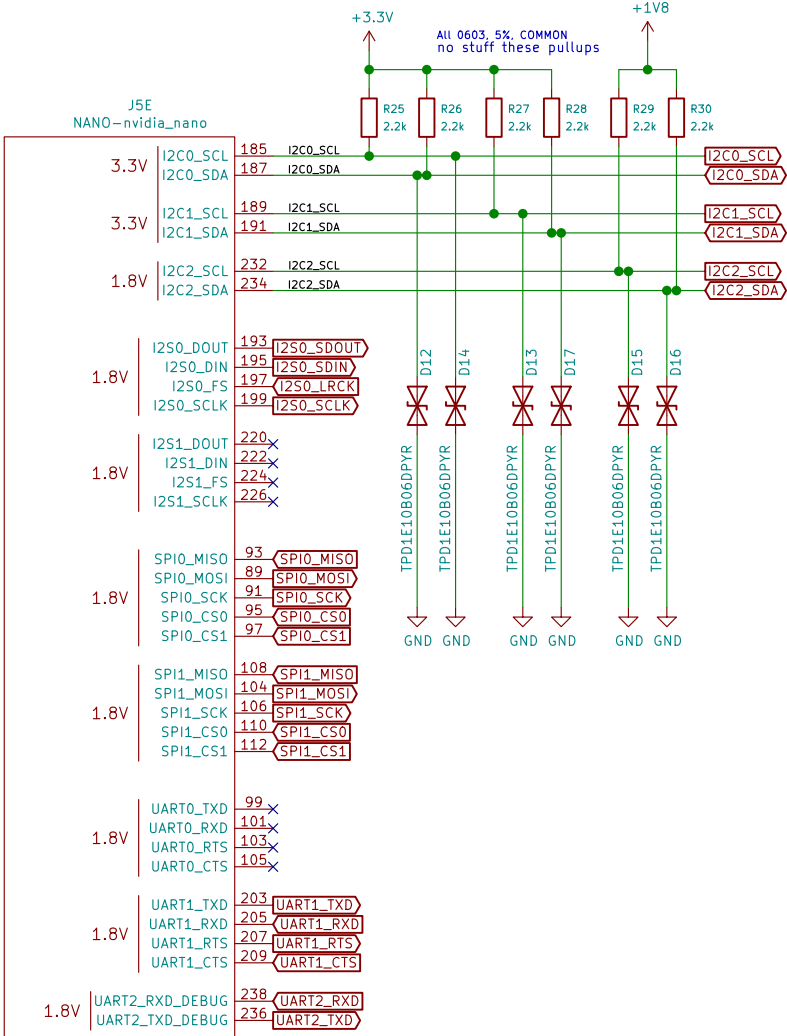 +3.3V
+1V8
All 0603, 5%, COMMON
no stuff these pullups
J5E
NANO-nvidia_nano
R25
2.2k
R26
2.2k
R27
2.2k
R28
2.2k
R29
2.2k
R30
2.2k
3.3V
I2C0_SCL 185 I2C0_SCL I2C0_SCL
I2C0_SDA 187 I2C0_SDA I2C0_SDA
3.3V
I2C1_SCL 189 I2C1_SCL I2C1_SCL
I2C1_SDA 191 I2C1_SDA I2C1_SDA
1.8V
I2C2_SCL 232 I2C2_SCL I2C2_SCL
I2C2_SDA 234 I2C2_SDA I2C2_SDA
1.8V
I2S0_DOUT 193 I2S0_SDOUT
I2S0_DIN 195 I2S0_SDIN
I2S0_FS 197 I2S0_LRCK
I2S0_SCLK 199 I2S0_SCLK
D12
D14
D13
D17
D15
D16
TPD1E10B06DPYR
TPD1E10B06DPYR
TPD1E10B06DPYR
TPD1E10B06DPYR
TPD1E10B06DPYR
TPD1E10B06DPYR
GND
GND
GND
GND
GND
GND
1.8V
I2S1_DOUT 220
I2S1_DIN 222
I2S1_FS 224
I2S1_SCLK 226
1.8V
SPI0_MISO 93 SPI0_MISO
SPI0_MOSI 89 SPI0_MOSI
SPI0_SCK 91 SPI0_SCK
SPI0_CS0 95 SPI0_CS0
SPI0_CS1 97 SPI0_CS1
1.8V
SPI1_MISO 108 SPI1_MISO
SPI1_MOSI 104 SPI1_MOSI
SPI1_SCK 106 SPI1_SCK
SPI1_CS0 110 SPI1_CS0
SPI1_CS1 112 SPI1_CS1
1.8V
UART0_TXD 99
UART0_RXD 101
UART0_RTS 103
UART0_CTS 105
1.8V
UART1_TXD 203 UART1_TXD
UART1_RXD 205 UART1_RXD
UART1_RTS 207 UART1_RTS
UART1_CTS 209 UART1_CTS
1.8V
UART2_RXD_DEBUG 238 UART2_RXD
UART2_TXD_DEBUG 236 UART2_TXD